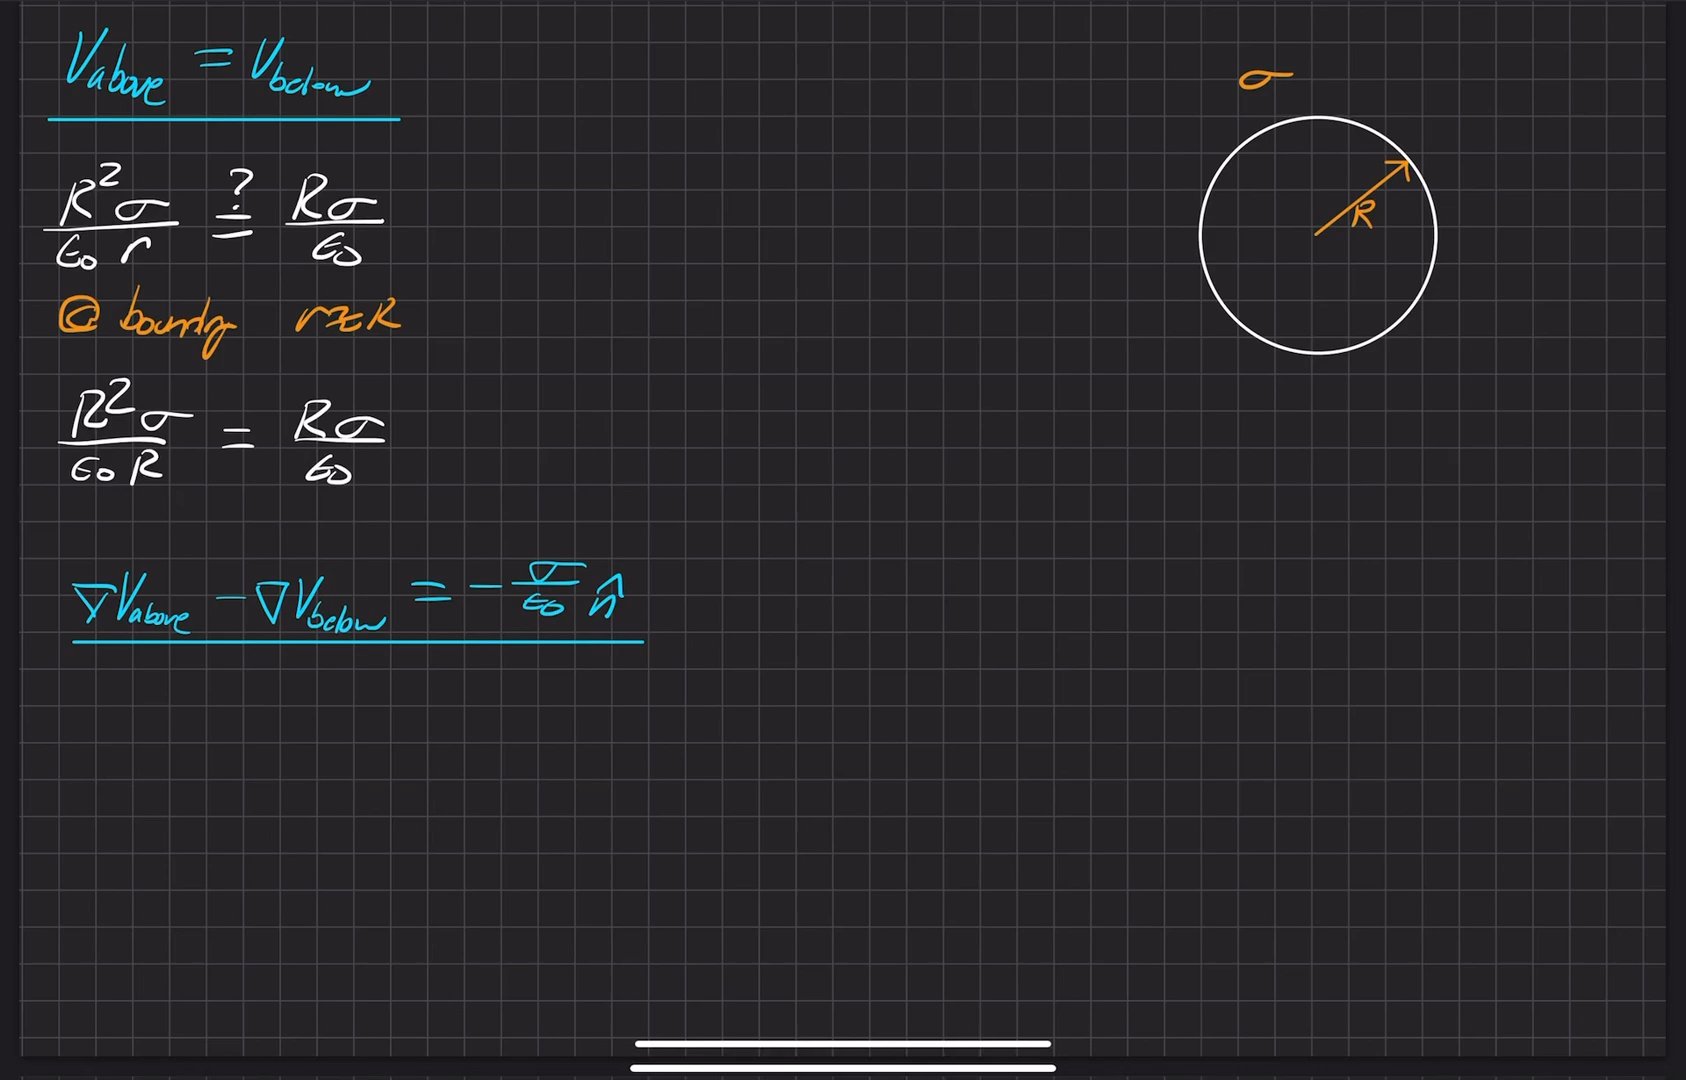 V_above = V_below
σ
R²σ / ϵ₀ r ≟ Rσ / ϵ₀
R
@ boundry r≈R
R²σ / ϵ₀ R = Rσ / ϵ₀
∇V_above − ∇V_below = − σ/ϵ₀ n̂